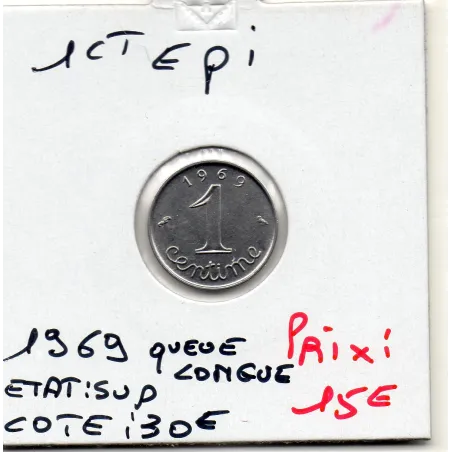 1CT EPi
1969
1
centime
1969 QUEUE LONGUE
ETAT:SUP
COTE:30€
PRiX:
15€